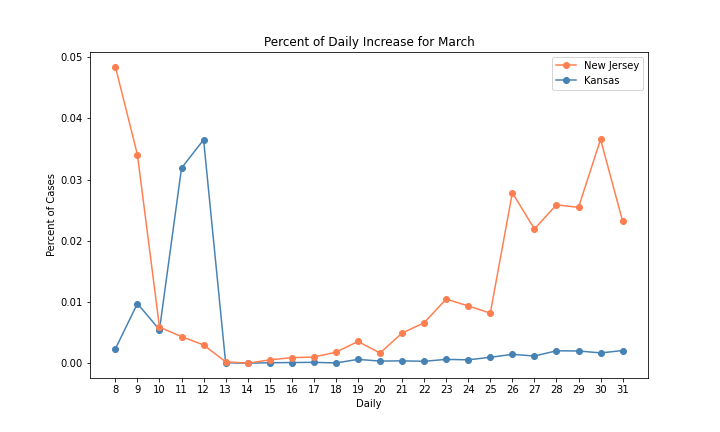 Percent of Daily Increase for March
New Jersey
Kansas
Percent of Cases
0.05
0.04
0.03
0.02
0.01
0.00
8 9 10 11 12 13 14 15 16 17 18 19 20 21 22 23 24 25 26 27 28 29 30 31
Daily